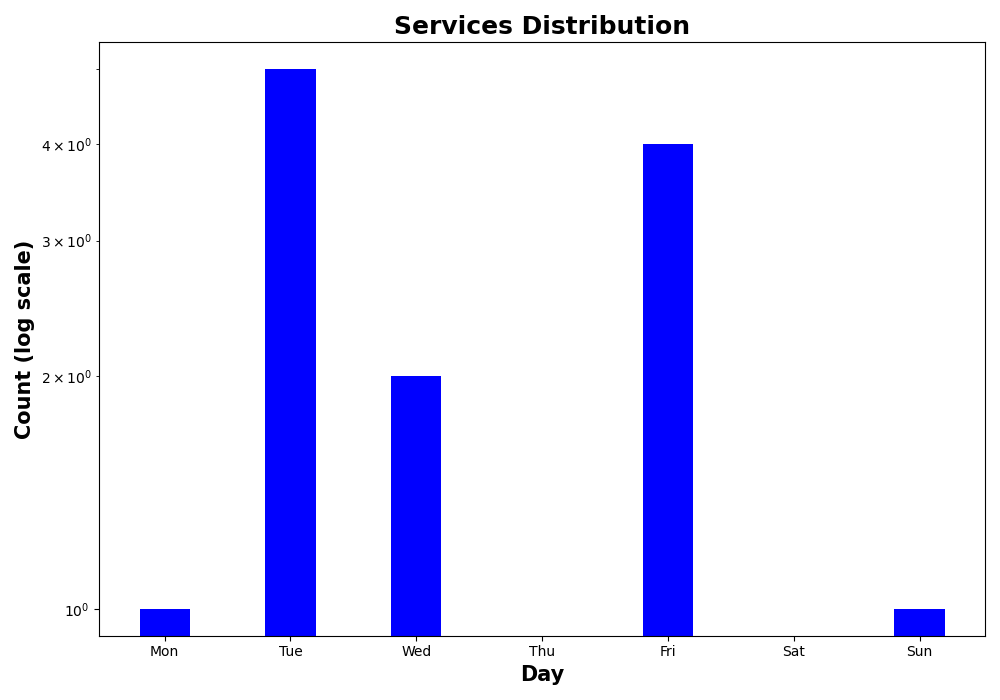 Services Distribution
Count (log scale)
4 × 10⁰
3 × 10⁰
2 × 10⁰
10⁰
Mon Tue Wed Thu Fri Sat Sun
Day